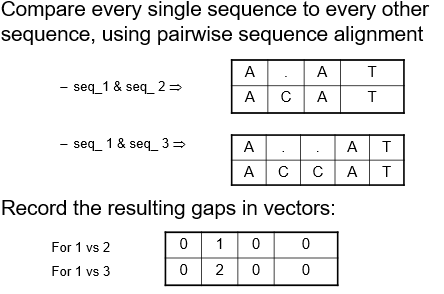 Compare every single sequence to every other
sequence, using pairwise sequence alignment
– seq_1 & seq_ 2 ⇒
A . A T
A C A T
– seq_ 1 & seq_ 3 ⇒
A . . A T
A C C A T
Record the resulting gaps in vectors:
For 1 vs 2 0 1 0 0
For 1 vs 3 0 2 0 0